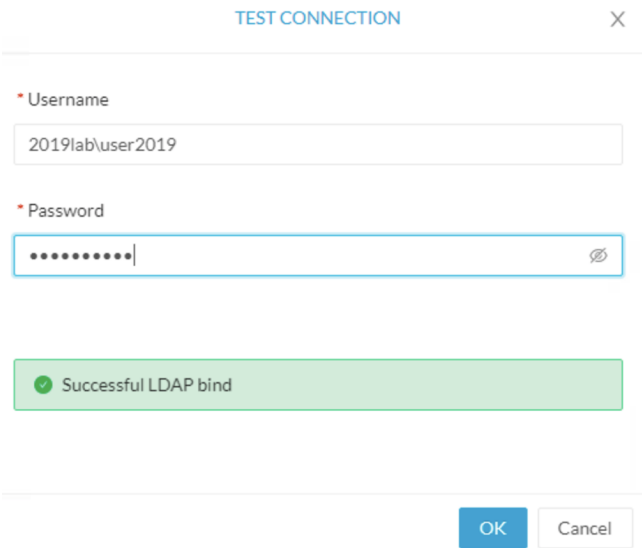 TEST CONNECTION
* Username
2019lab\user2019
* Password
••••••••••
Successful LDAP bind
OK Cancel